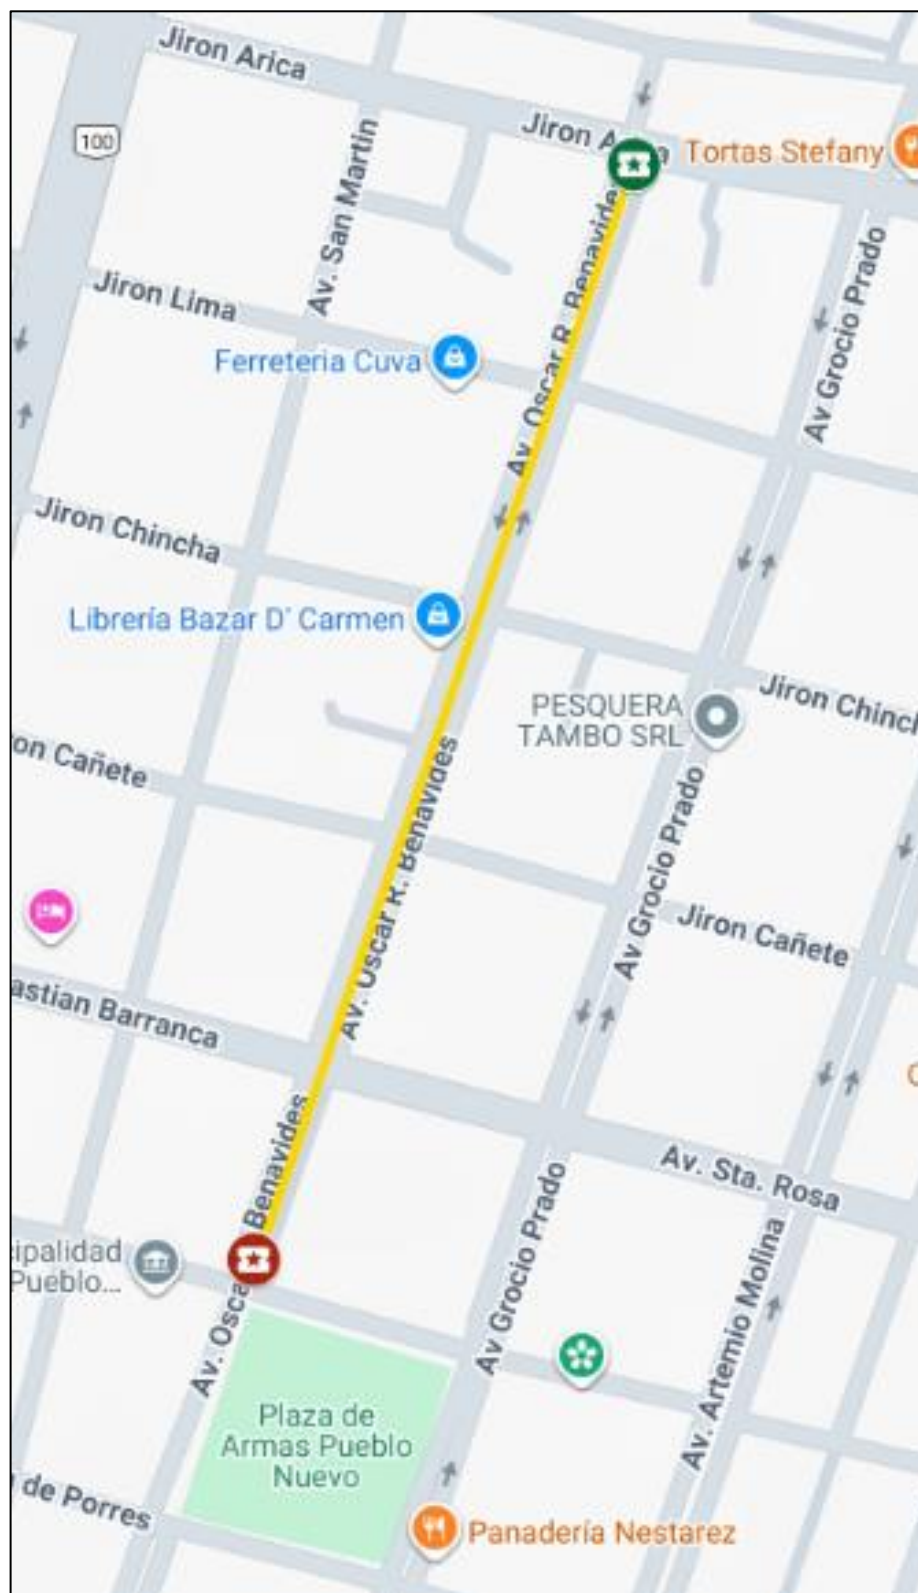 Jiron Arica
Jiron A
100
Tortas Stefany
Av. San Martin
Av. Oscar R. Benavide
Av Grocio Prado
Jiron Lima
Ferreteria Cuva
Jiron Chincha
Librería Bazar D' Carmen
Jiron Chinch
PESQUERA
TAMBO SRL
ron Cañete
Av. Oscar R. Benavides
Av Grocio Prado
Jiron Cañete
astian Barranca
Benavides
Av. Sta. Rosa
cipalidad
Pueblo...
Av. Osca
Av Grocio Prado
Av. Artemio Molina
Plaza de
Armas Pueblo
Nuevo
de Porres
Panadería Nestarez